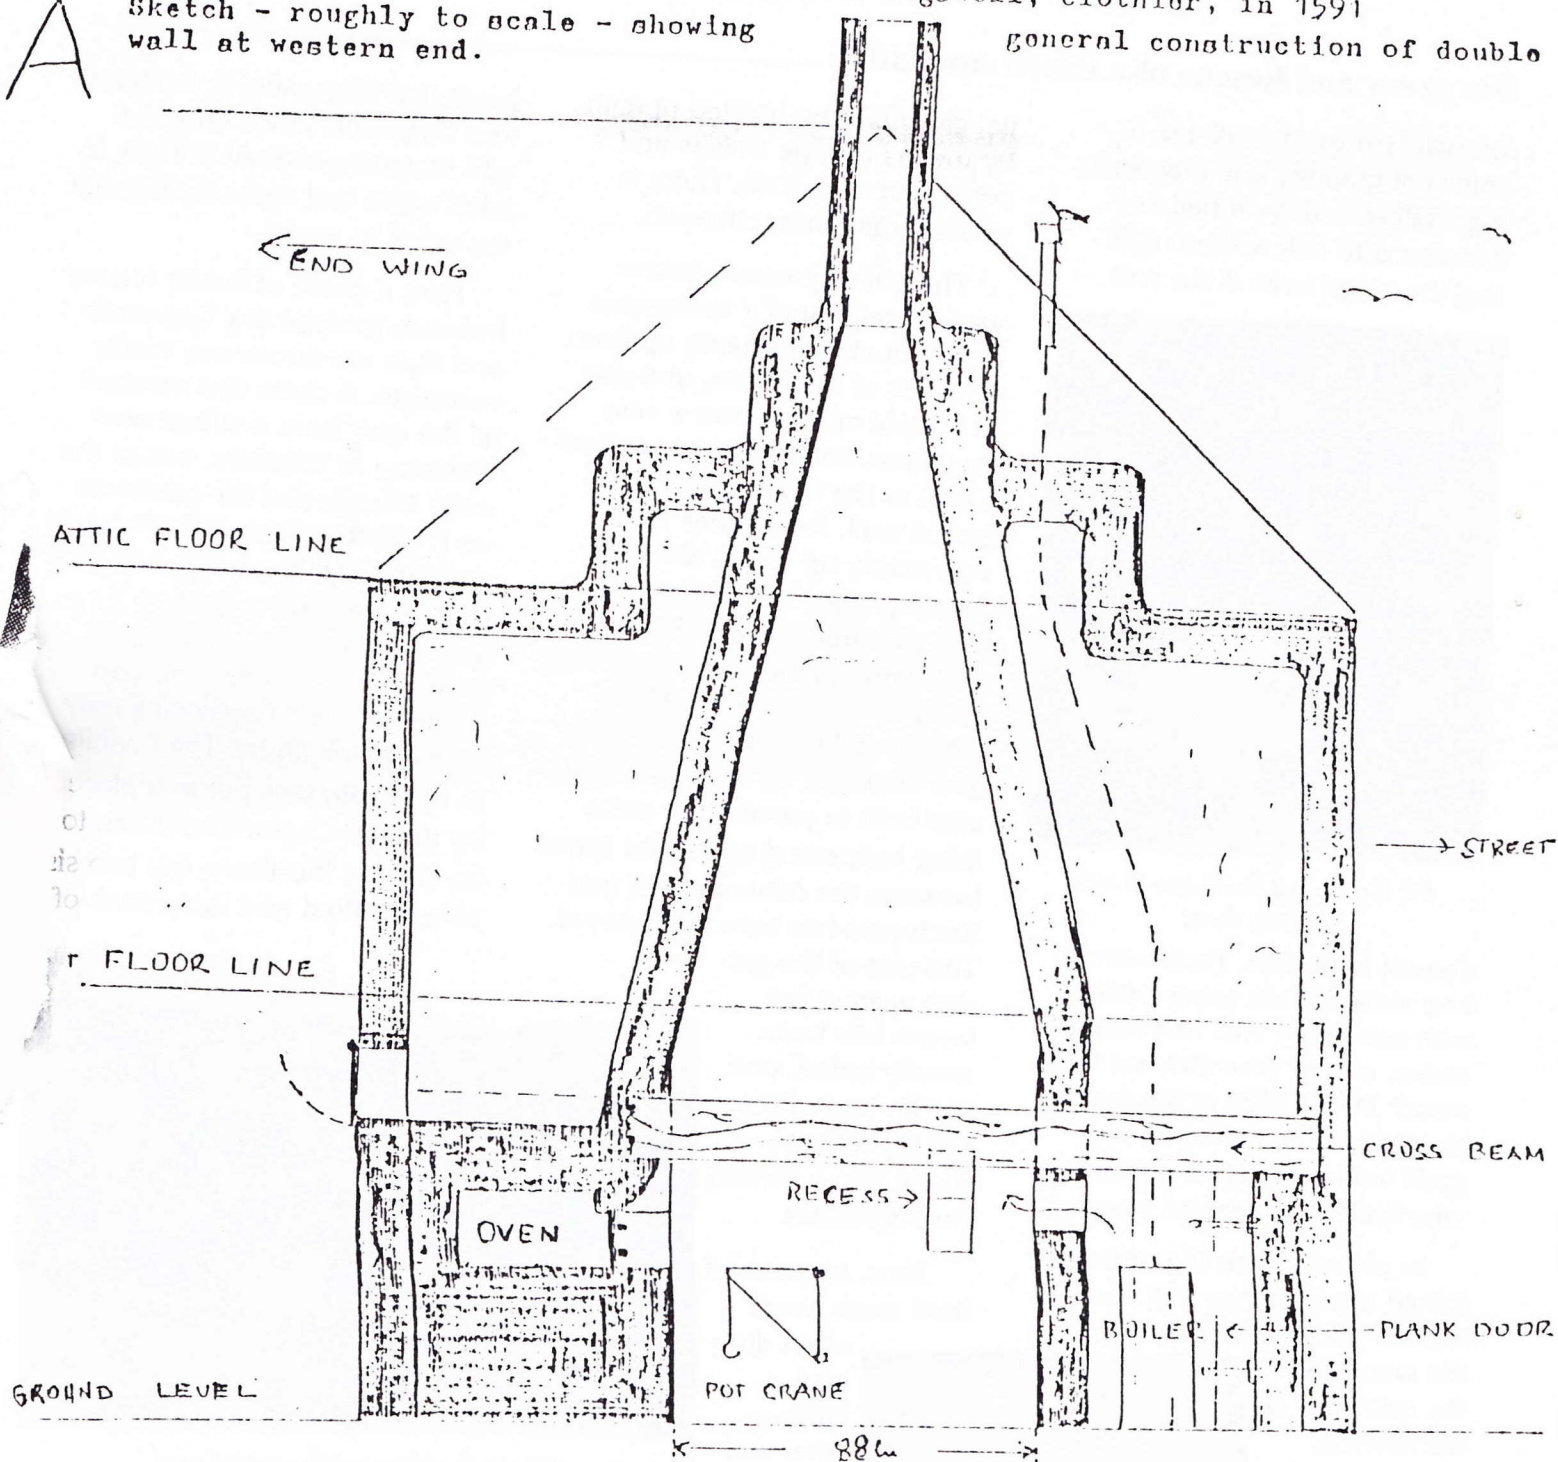 A
Sketch - roughly to scale - showing
wall at western end.
clothier, in 1591
general construction of double
END WING
ATTIC FLOOR LINE
STREET
FLOOR LINE
CROSS BEAM
RECESS
OVEN
BOILER
PLANK DOOR
POT CRANE
GROUND LEVEL
88in